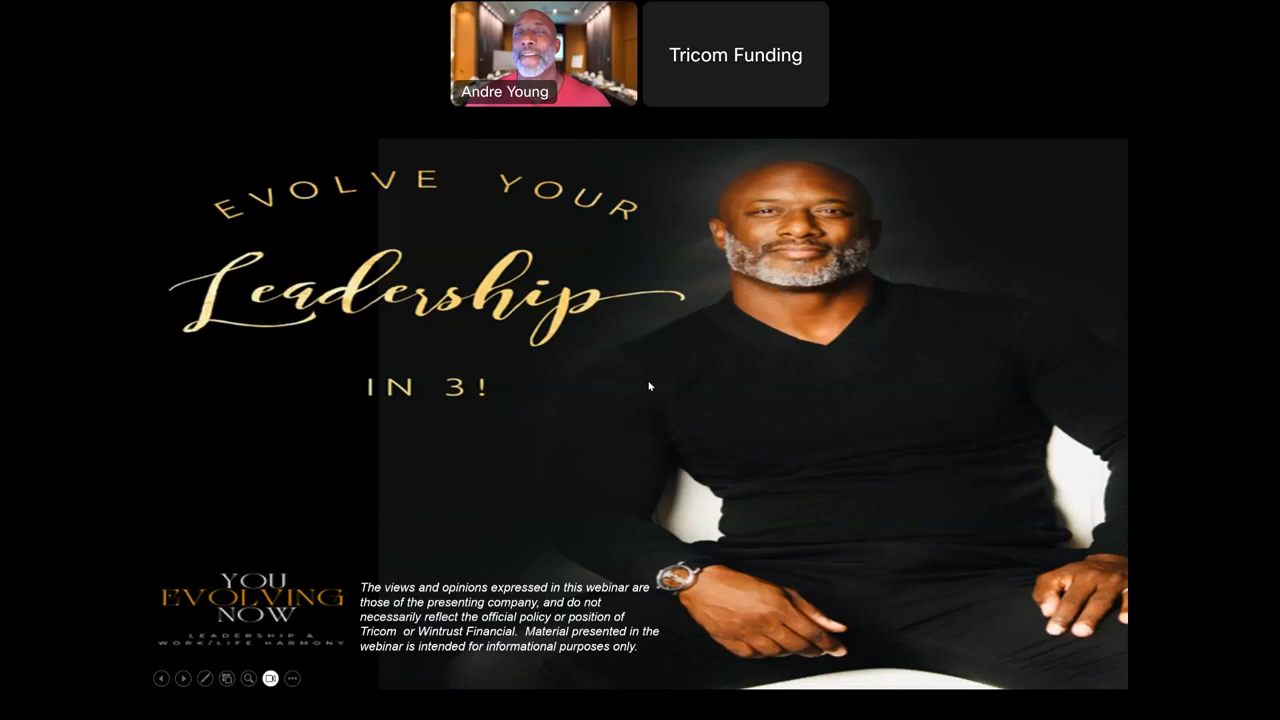 Andre Young
Tricom Funding
EVOLVE YOUR
Leadership
IN 3!
YOU
EVOLVING
NOW
LEADERSHIP &
WORK/LIFE HARMONY
The views and opinions expressed in this webinar are
those of the presenting company, and do not
necessarily reflect the official policy or position of
Tricom or Wintrust Financial. Material presented in the
webinar is intended for informational purposes only.